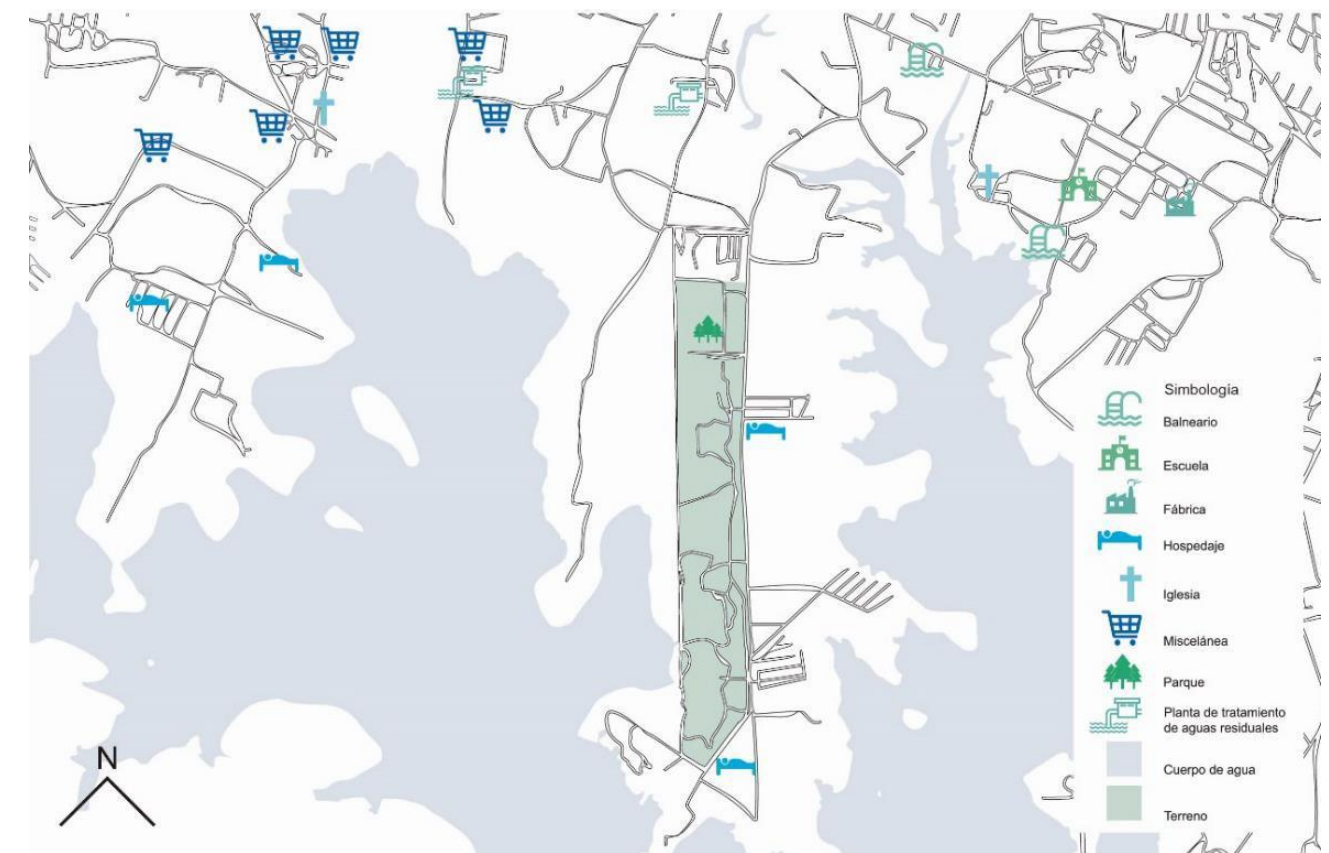 Simbología
Balneario
Escuela
Fábrica
Hospedaje
Iglesia
Miscelánea
Parque
Planta de tratamiento
de aguas residuales
Cuerpo de agua
Terreno
N